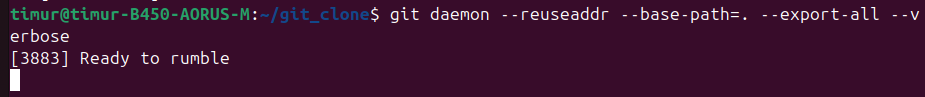 timur@timur-B450-AORUS-M:~/git_clone$ git daemon --reuseaddr --base-path=. --export-all --v
erbose
[3883] Ready to rumble